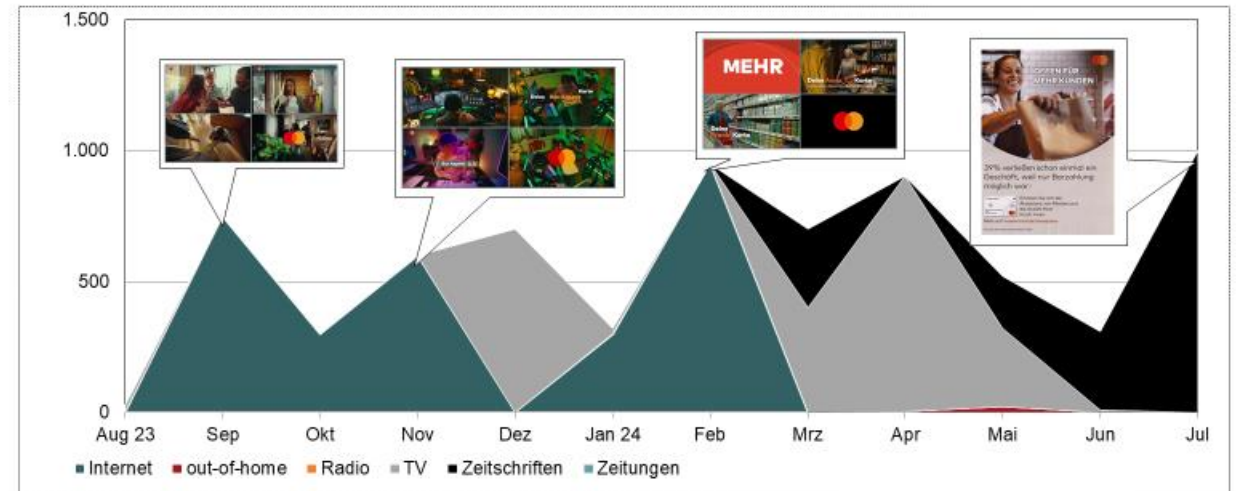 1.500
1.000
500
0
MEHR
OFFEN FÜR
MEHR KUNDEN
39% verließen schon einmal ein
Geschäft, weil nur Barzahlung
möglich war.
Aug 23 Sep Okt Nov Dez Jan 24 Feb Mrz Apr Mai Jun Jul
Internet out-of-home Radio TV Zeitschriften Zeitungen